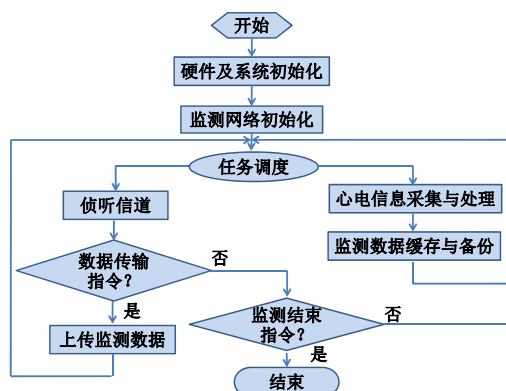 开始
硬件及系统初始化
监测网络初始化
任务调度
侦听信道
心电信息采集与处理
监测数据缓存与备份
数据传输
指令？
否
是
上传监测数据
监测结束
指令？
否
是
结束